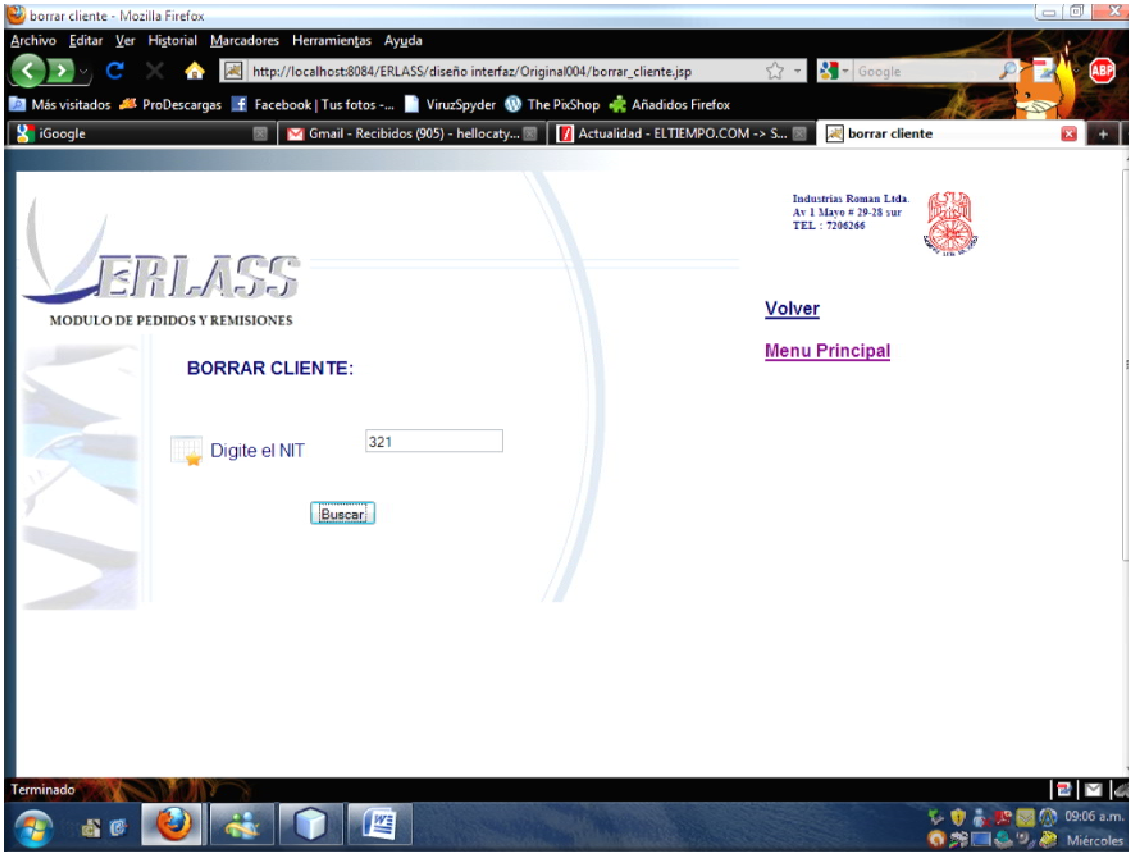 borrar cliente - Mozilla Firefox
Archivo Editar Ver Historial Marcadores Herramientas Ayuda
http://localhost:8084/ERLASS/diseño interfaz/Original004/borrar_cliente.jsp
Google
ABP
Más visitados ProDescargas Facebook | Tus fotos -... ViruzSpyder The PixShop Añadidos Firefox
iGoogle
Gmail - Recibidos (905) - hellocaty...
Actualidad - ELTIEMPO.COM -> S...
borrar cliente
Industrias Roman Ltda.
Av 1 Mayo # 29-28 sur
TEL : 7206266
ERLASS
MODULO DE PEDIDOS Y REMISIONES
Volver
Menu Principal
BORRAR CLIENTE:
Digite el NIT
321
Buscar
Terminado
09:06 a.m.
Miércoles